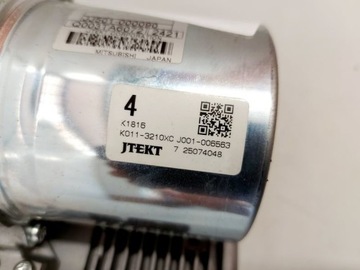 MITSUBISHI JAPAN
4
K1816
K011-3210XC J001-006563
JTEKT 7 25074048